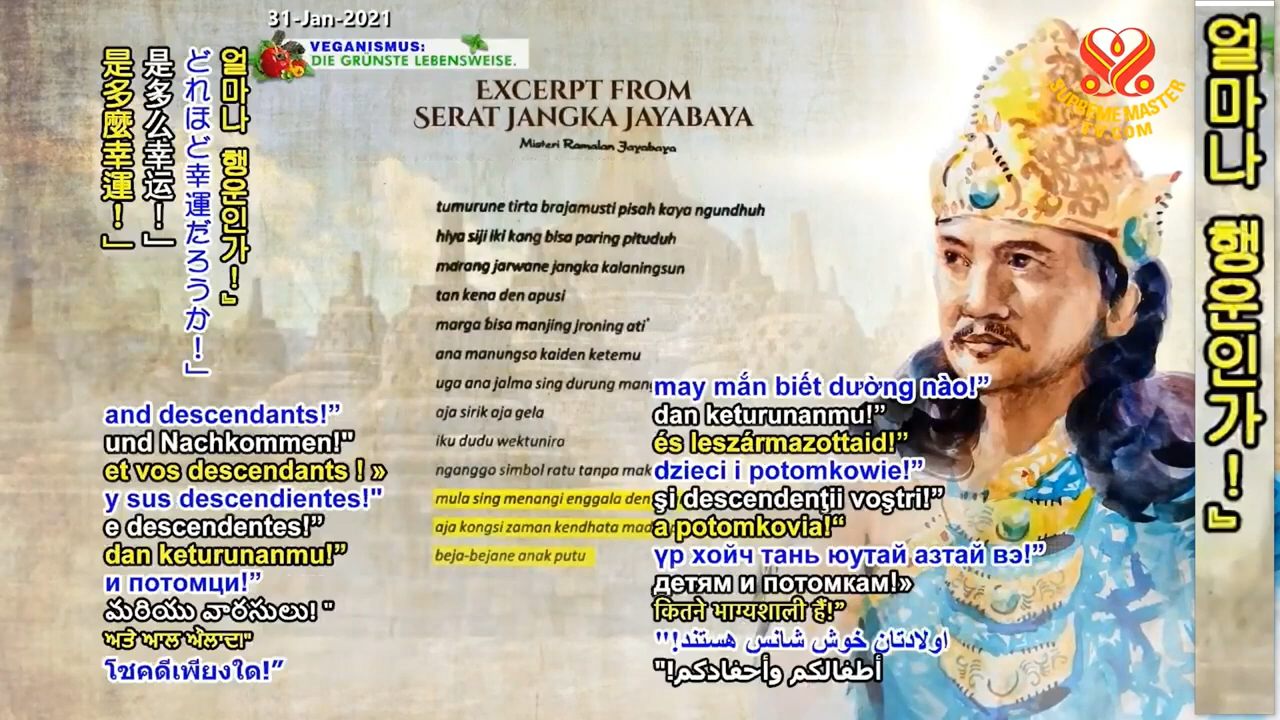 31-Jan-2021
VEGANISMUS:
DIE GRÜNSTE LEBENSWEISE.
SUPREME MASTER
TV.COM
EXCERPT FROM
SERAT JANGKA JAYABAYA
Misteri Ramalan Jayabaya
얼마나 행운인가!』
どれほど幸運だろうか！」
是多么幸运！」
是多麼幸運！」
얼마나 행운인가!』
tumurune tirta brajamusti pisah kaya ngundhuh
hiya siji iki kang bisa paring pituduh
marang jarwane jangka kalaningsun
tan kena den apusi
marga bisa manjing jroning ati
ana manungso kaiden ketemu
uga ana jalma sing durung
aja sirik aja gela
iku dudu wektunira
nganggo simbol ratu tanpa
mula sing menangi enggala
aja kongsi zaman kendhata
beja-bejane anak putu
and descendants!”
und Nachkommen!"
et vos descendants ! »
y sus descendientes!"
e descendentes!”
dan keturunanmu!”
и потомци!”
మరియు వారసులు! "
ਅਤੇ ਆਲ ਔਲਾਦ!"
โชคดีเพียงใด!”
may mắn biết dường nào!”
dan keturunanmu!”
és leszármazottaid!”
dzieci i potomkowie!”
şi descendenţii voştri!”
a potomkovia!“
үр хойч тань юутай азтай вэ!”
детям и потомкам!»
कितने भाग्यशाली हैं!”
اولادتان خوش شانس هستند!"
أطفالكم وأحفادكم!"